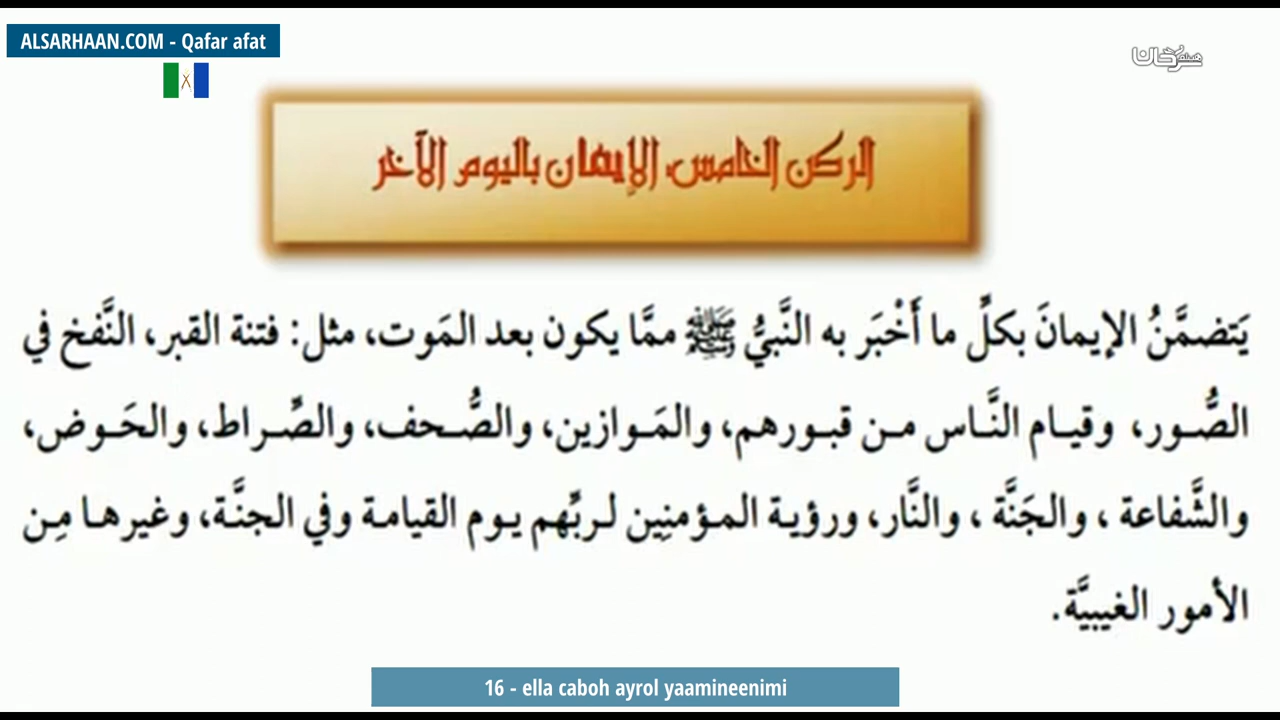 ALSARHAAN.COM - Qafar afat
الركن الخامس، الإيمان باليوم الآخر
يَتضمَّنُ الإيمانَ بكلِّ ما أَخْبَر به النَّبيُّ ﷺ ممَّا يكون بعد المَوت، مثل: فتنة القبر، النَّفخ في
الصُّور، وقيام النَّاس من قبورهم، والمَوازين، والصُّحف، والصِّراط، والحَوض،
والشَّفاعة ، والجَنَّة ، والنَّار، ورؤية المؤمنِين لربِّهم يوم القيامة وفي الجنَّة، وغيرها مِن
الأمور الغيبيَّة.
16 - ella caboh ayrol yaamineenimi